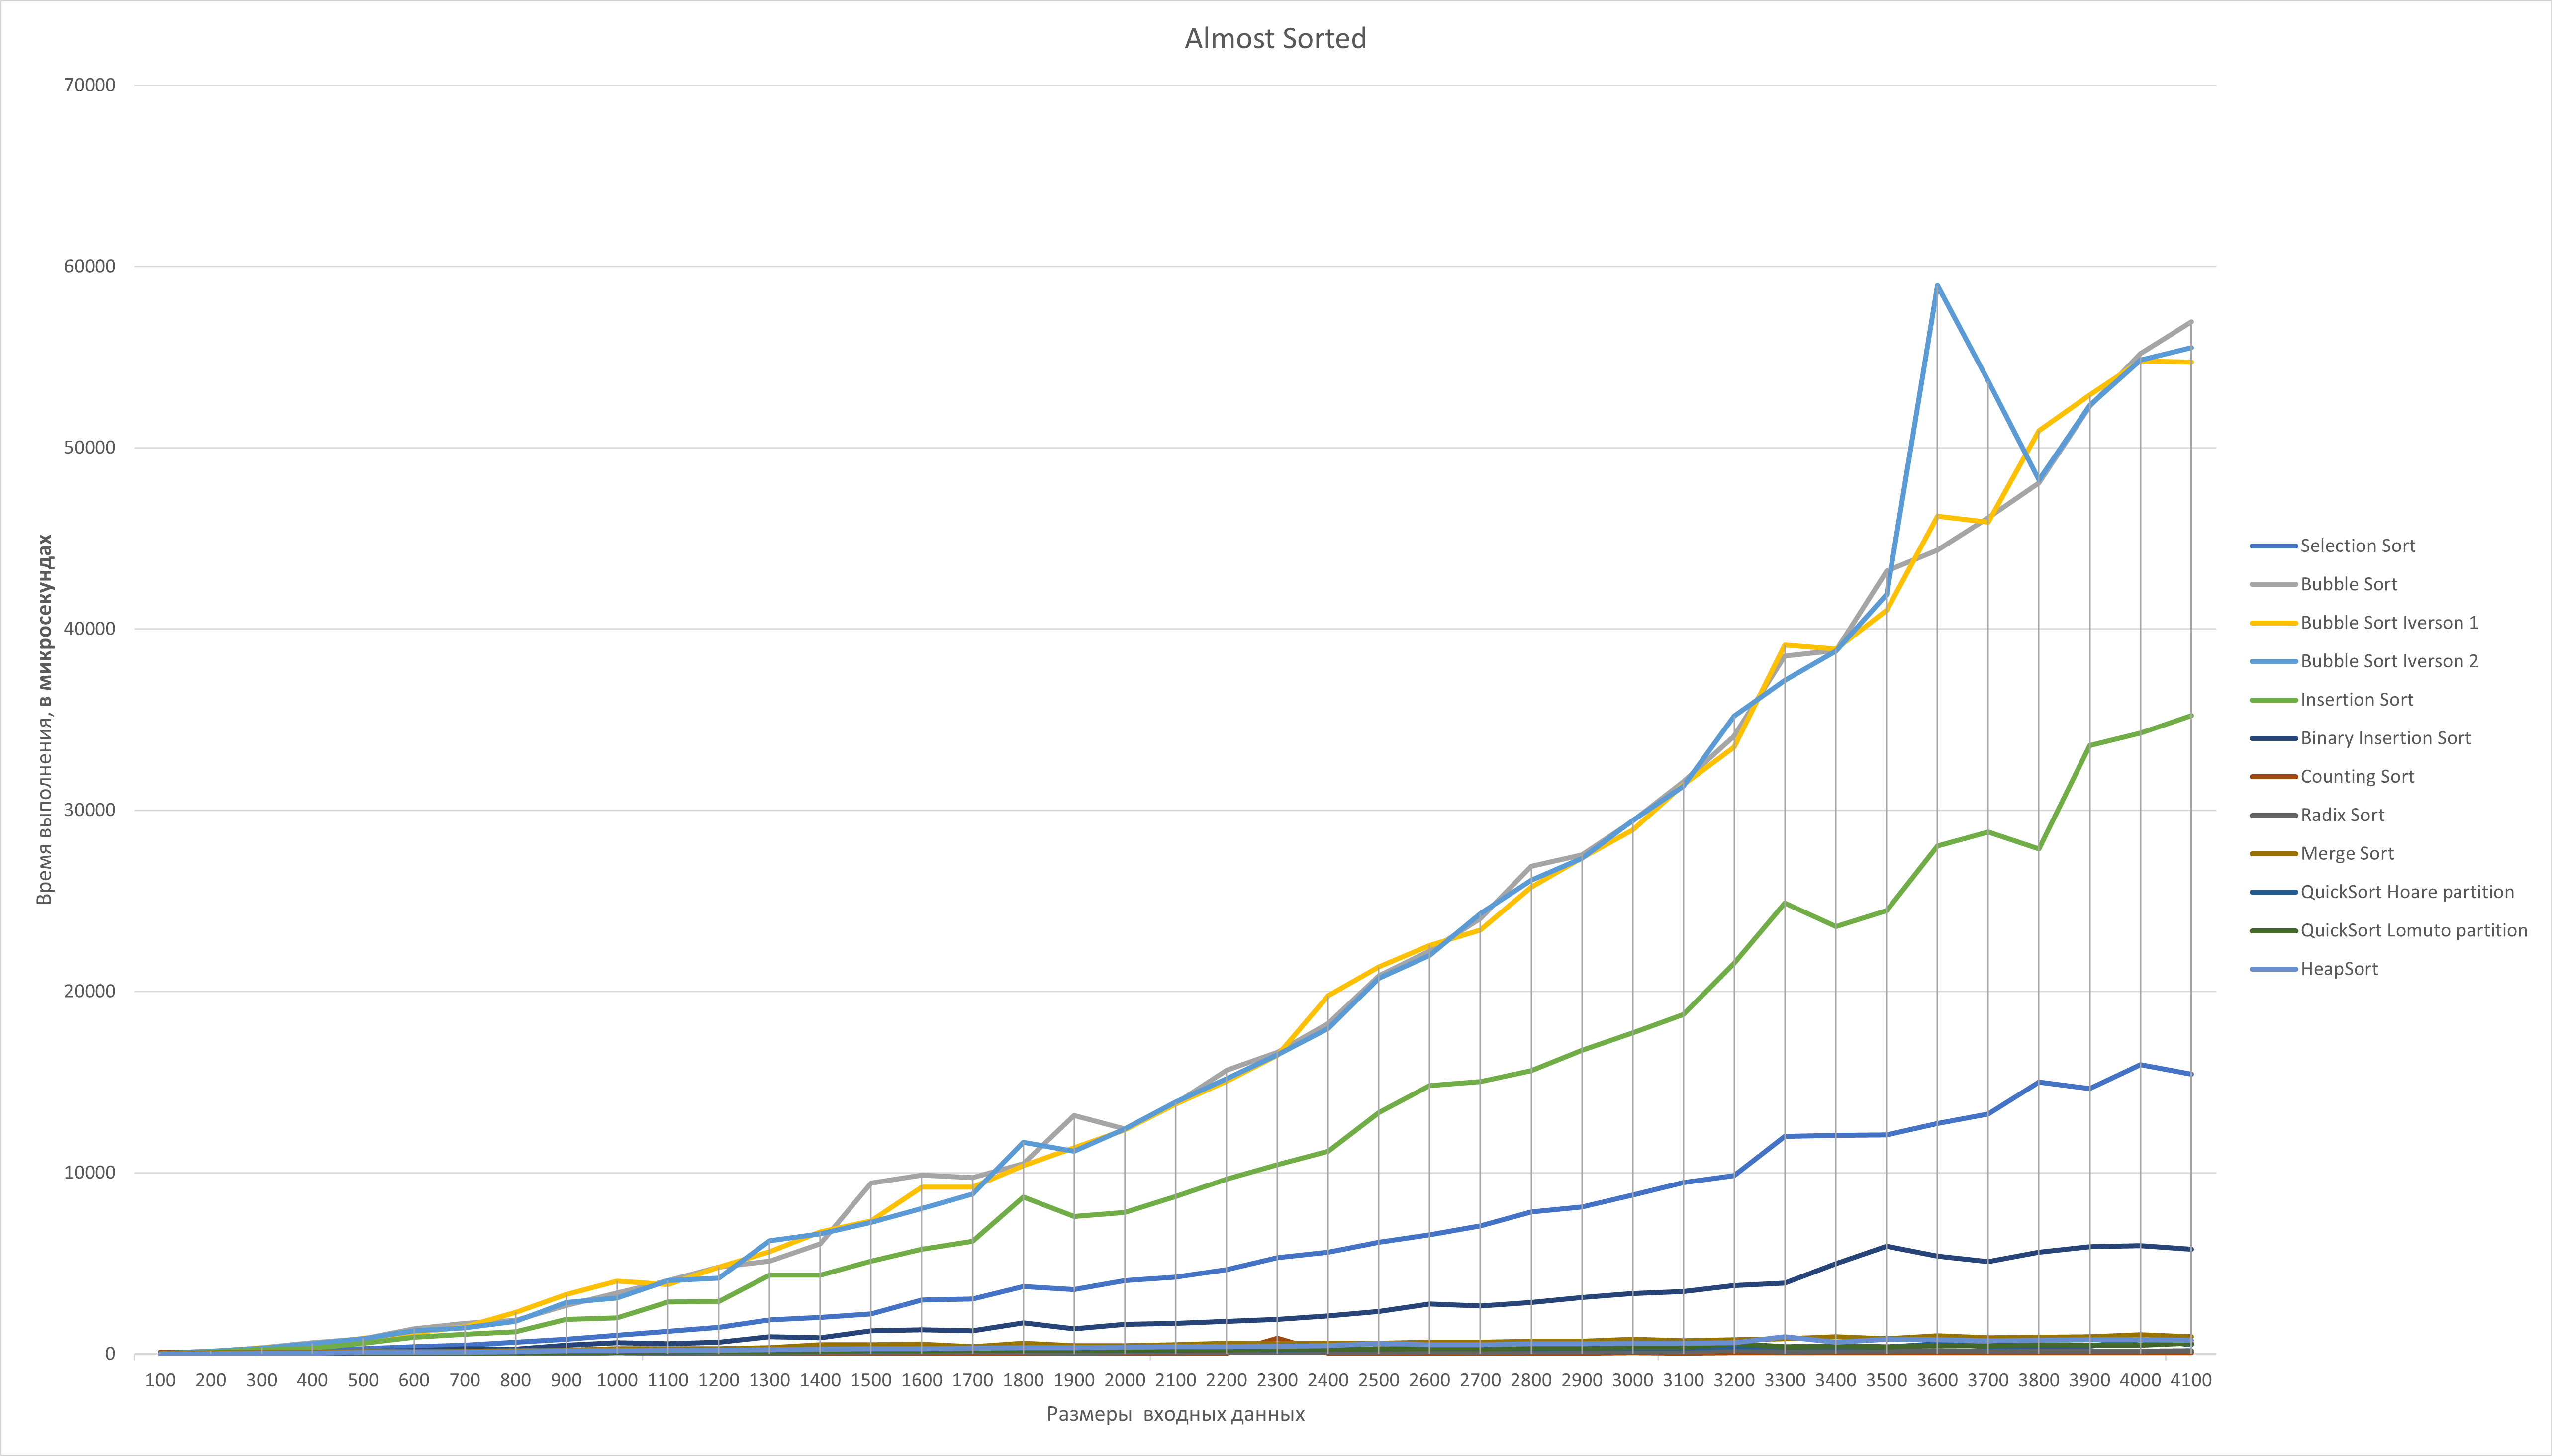 Almost Sorted
70000
60000
50000
40000
30000
20000
10000
0
Время выполнения, в микросекундах
100 200 300 400 500 600 700 800 900 1000 1100 1200 1300 1400 1500 1600 1700 1800 1900 2000 2100 2200 2300 2400 2500 2600 2700 2800 2900 3000 3100 3200 3300 3400 3500 3600 3700 3800 3900 4000 4100
Размеры входных данных
Selection Sort
Bubble Sort
Bubble Sort Iverson 1
Bubble Sort Iverson 2
Insertion Sort
Binary Insertion Sort
Counting Sort
Radix Sort
Merge Sort
QuickSort Hoare partition
QuickSort Lomuto partition
HeapSort